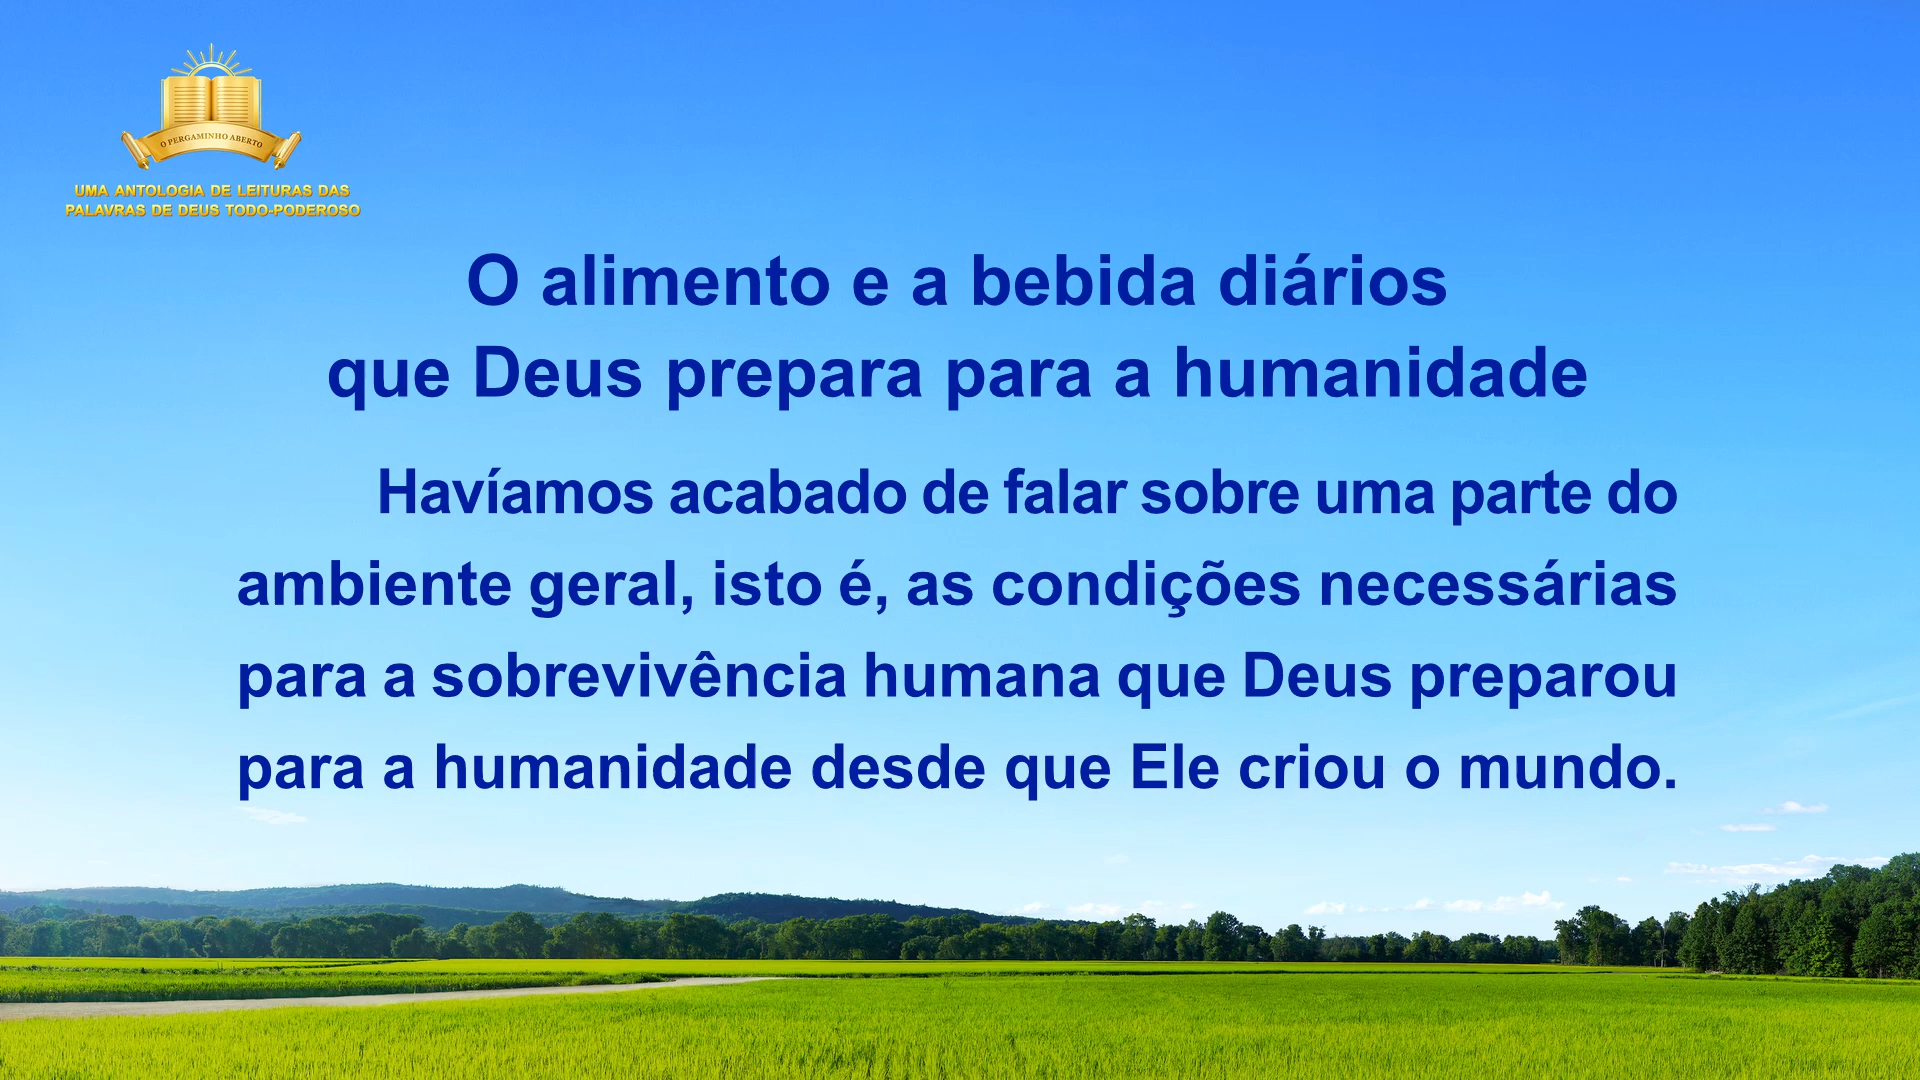 O PERGAMINHO ABERTO
UMA ANTOLOGIA DE LEITURAS DAS
PALAVRAS DE DEUS TODO-PODEROSO
O alimento e a bebida diários
que Deus prepara para a humanidade
Havíamos acabado de falar sobre uma parte do
ambiente geral, isto é, as condições necessárias
para a sobrevivência humana que Deus preparou
para a humanidade desde que Ele criou o mundo.